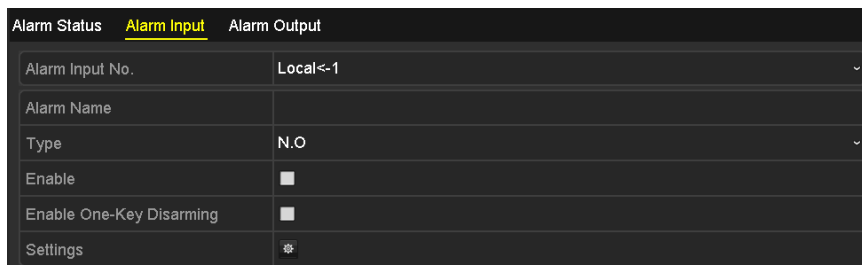 Alarm Status Alarm Input Alarm Output
Alarm Input No. Local<-1
Alarm Name
Type N.O
Enable
Enable One-Key Disarming
Settings